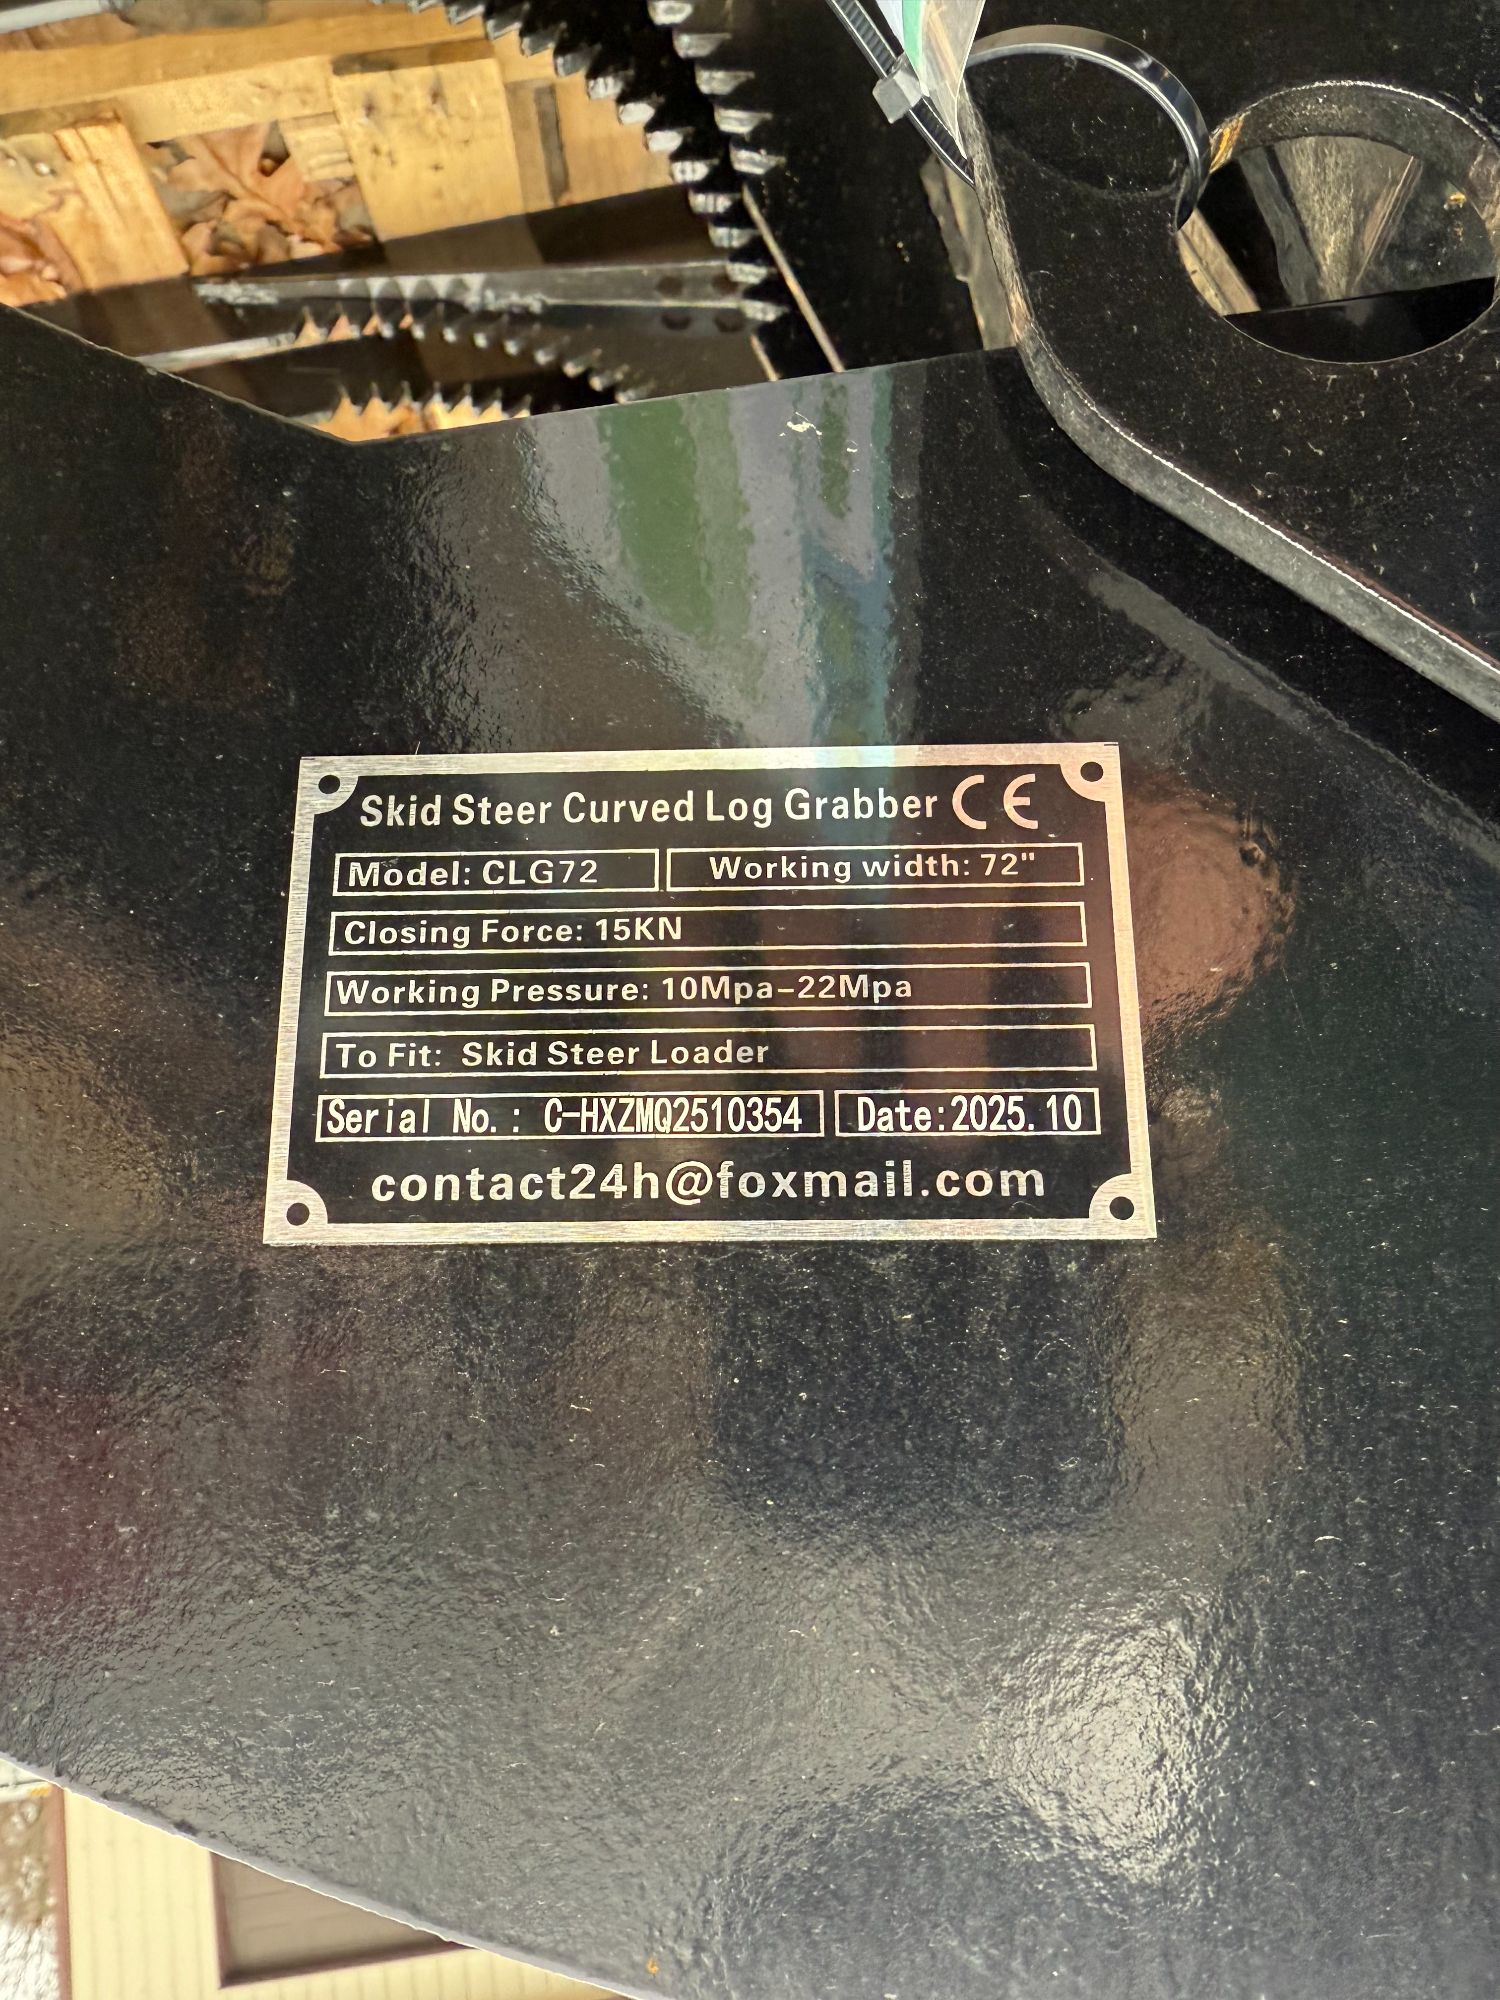 Skid Steer Curved Log Grabber CE
Model: CLG72 Working width: 72"
Closing Force: 15KN
Working Pressure: 10Mpa-22Mpa
To Fit: Skid Steer Loader
Serial No.: C-HXZMQ2510354 Date:2025.10
contact24h@foxmail.com